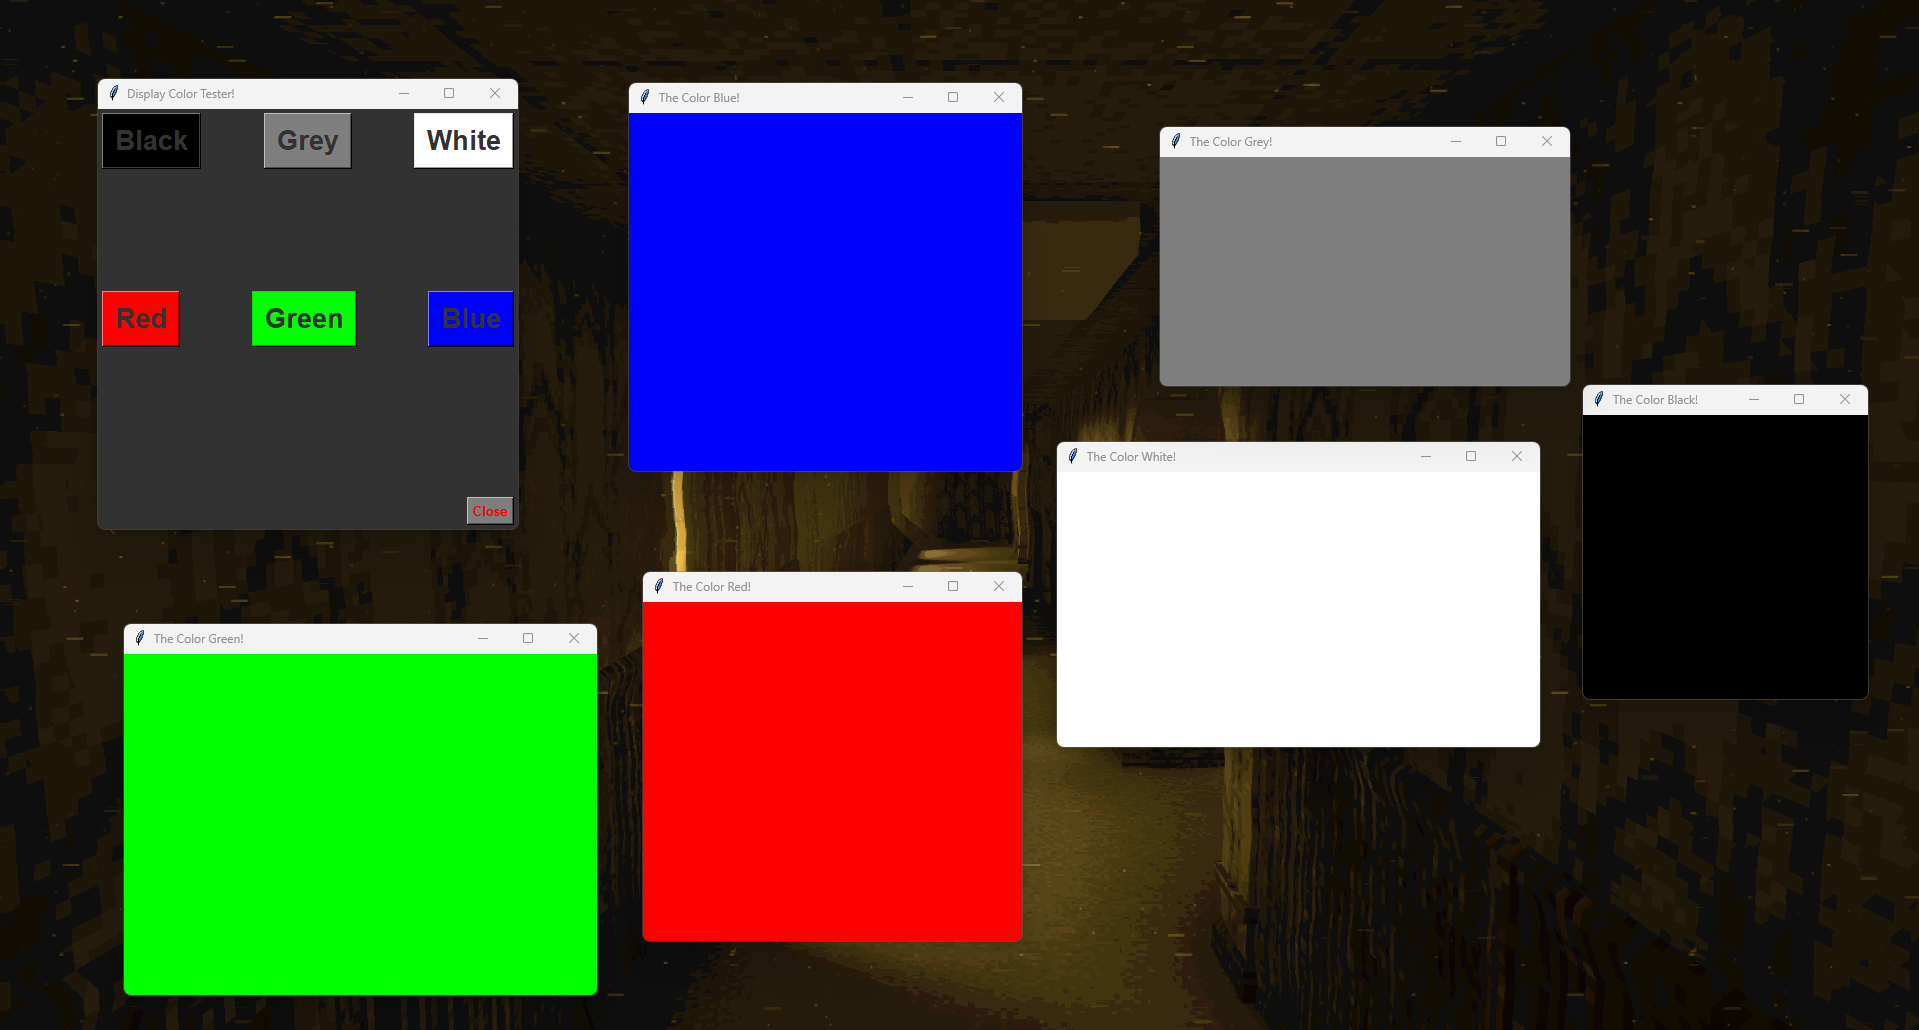 Display Color Tester!
Black Grey White
Red Green Blue
Close
The Color Blue!
The Color Grey!
The Color Black!
The Color White!
The Color Red!
The Color Green!